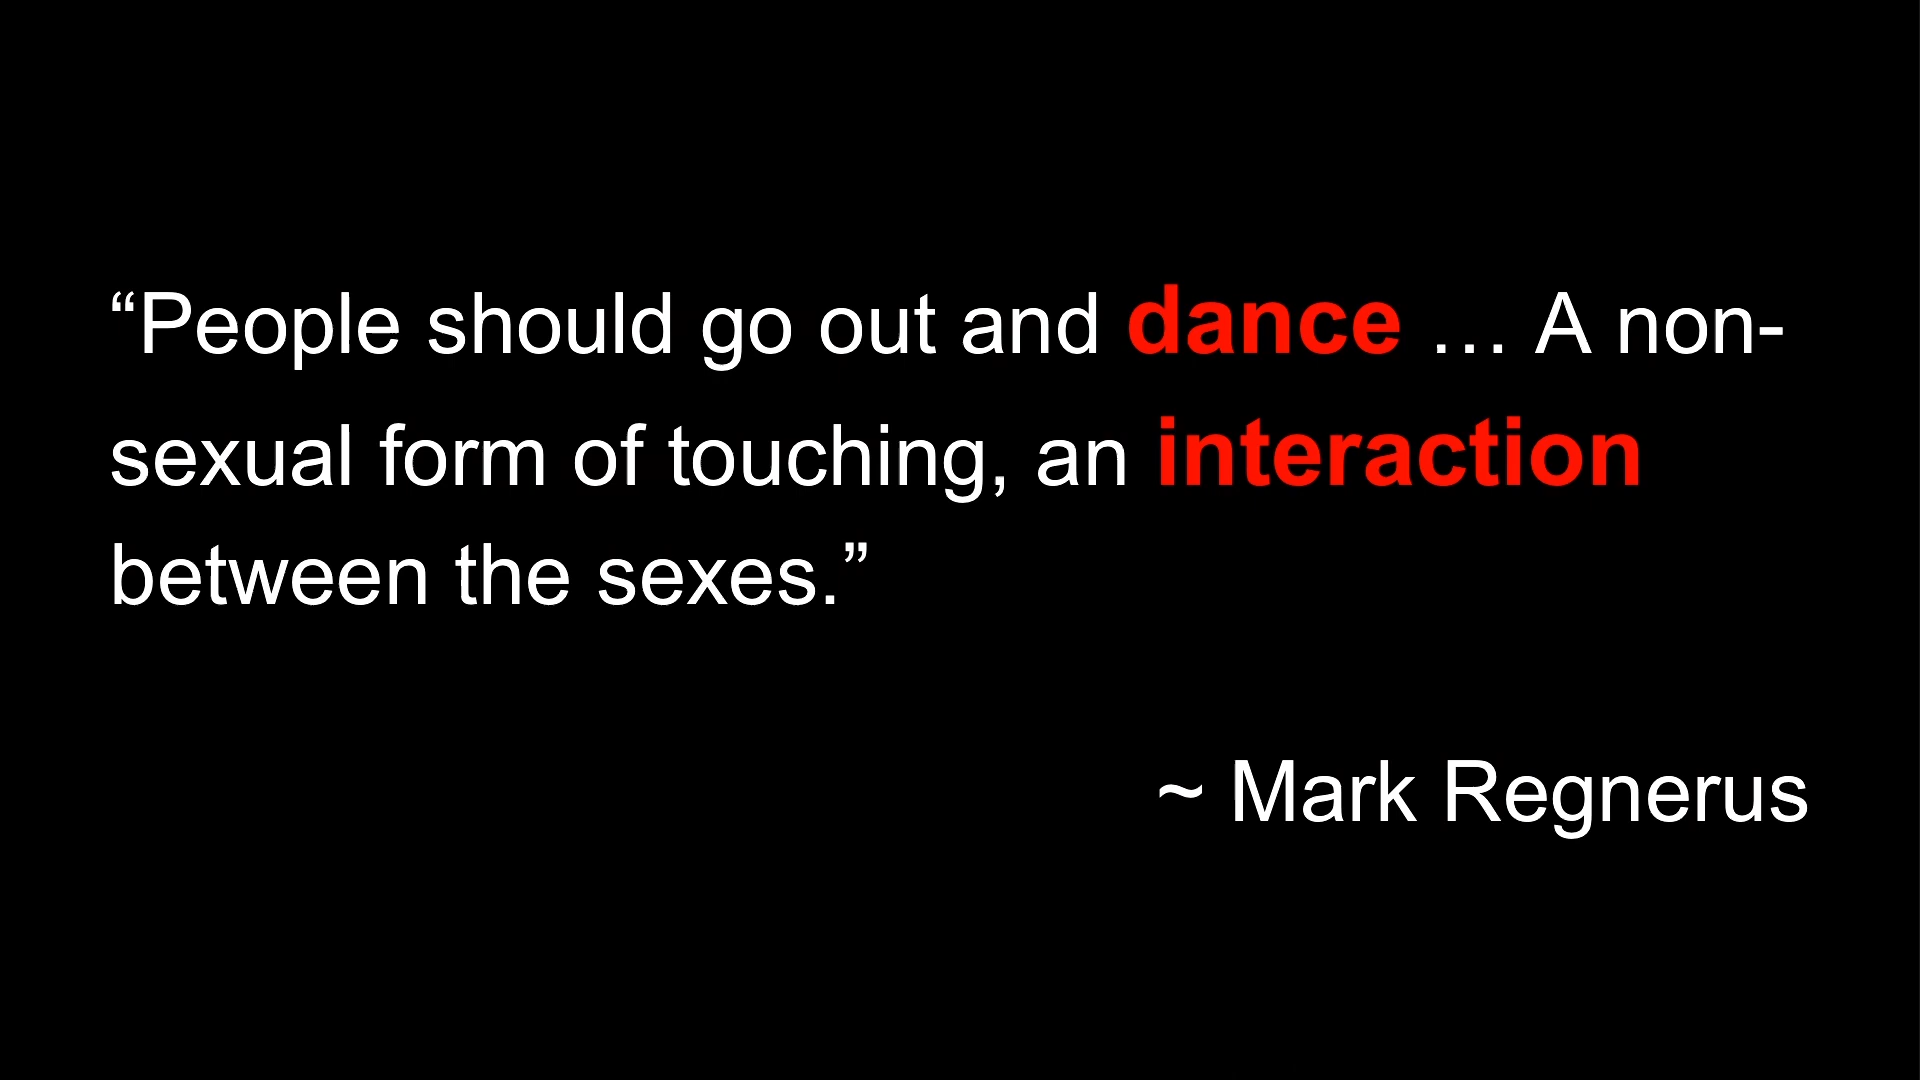 “People should go out and dance … A non-
sexual form of touching, an interaction
between the sexes.”
~ Mark Regnerus